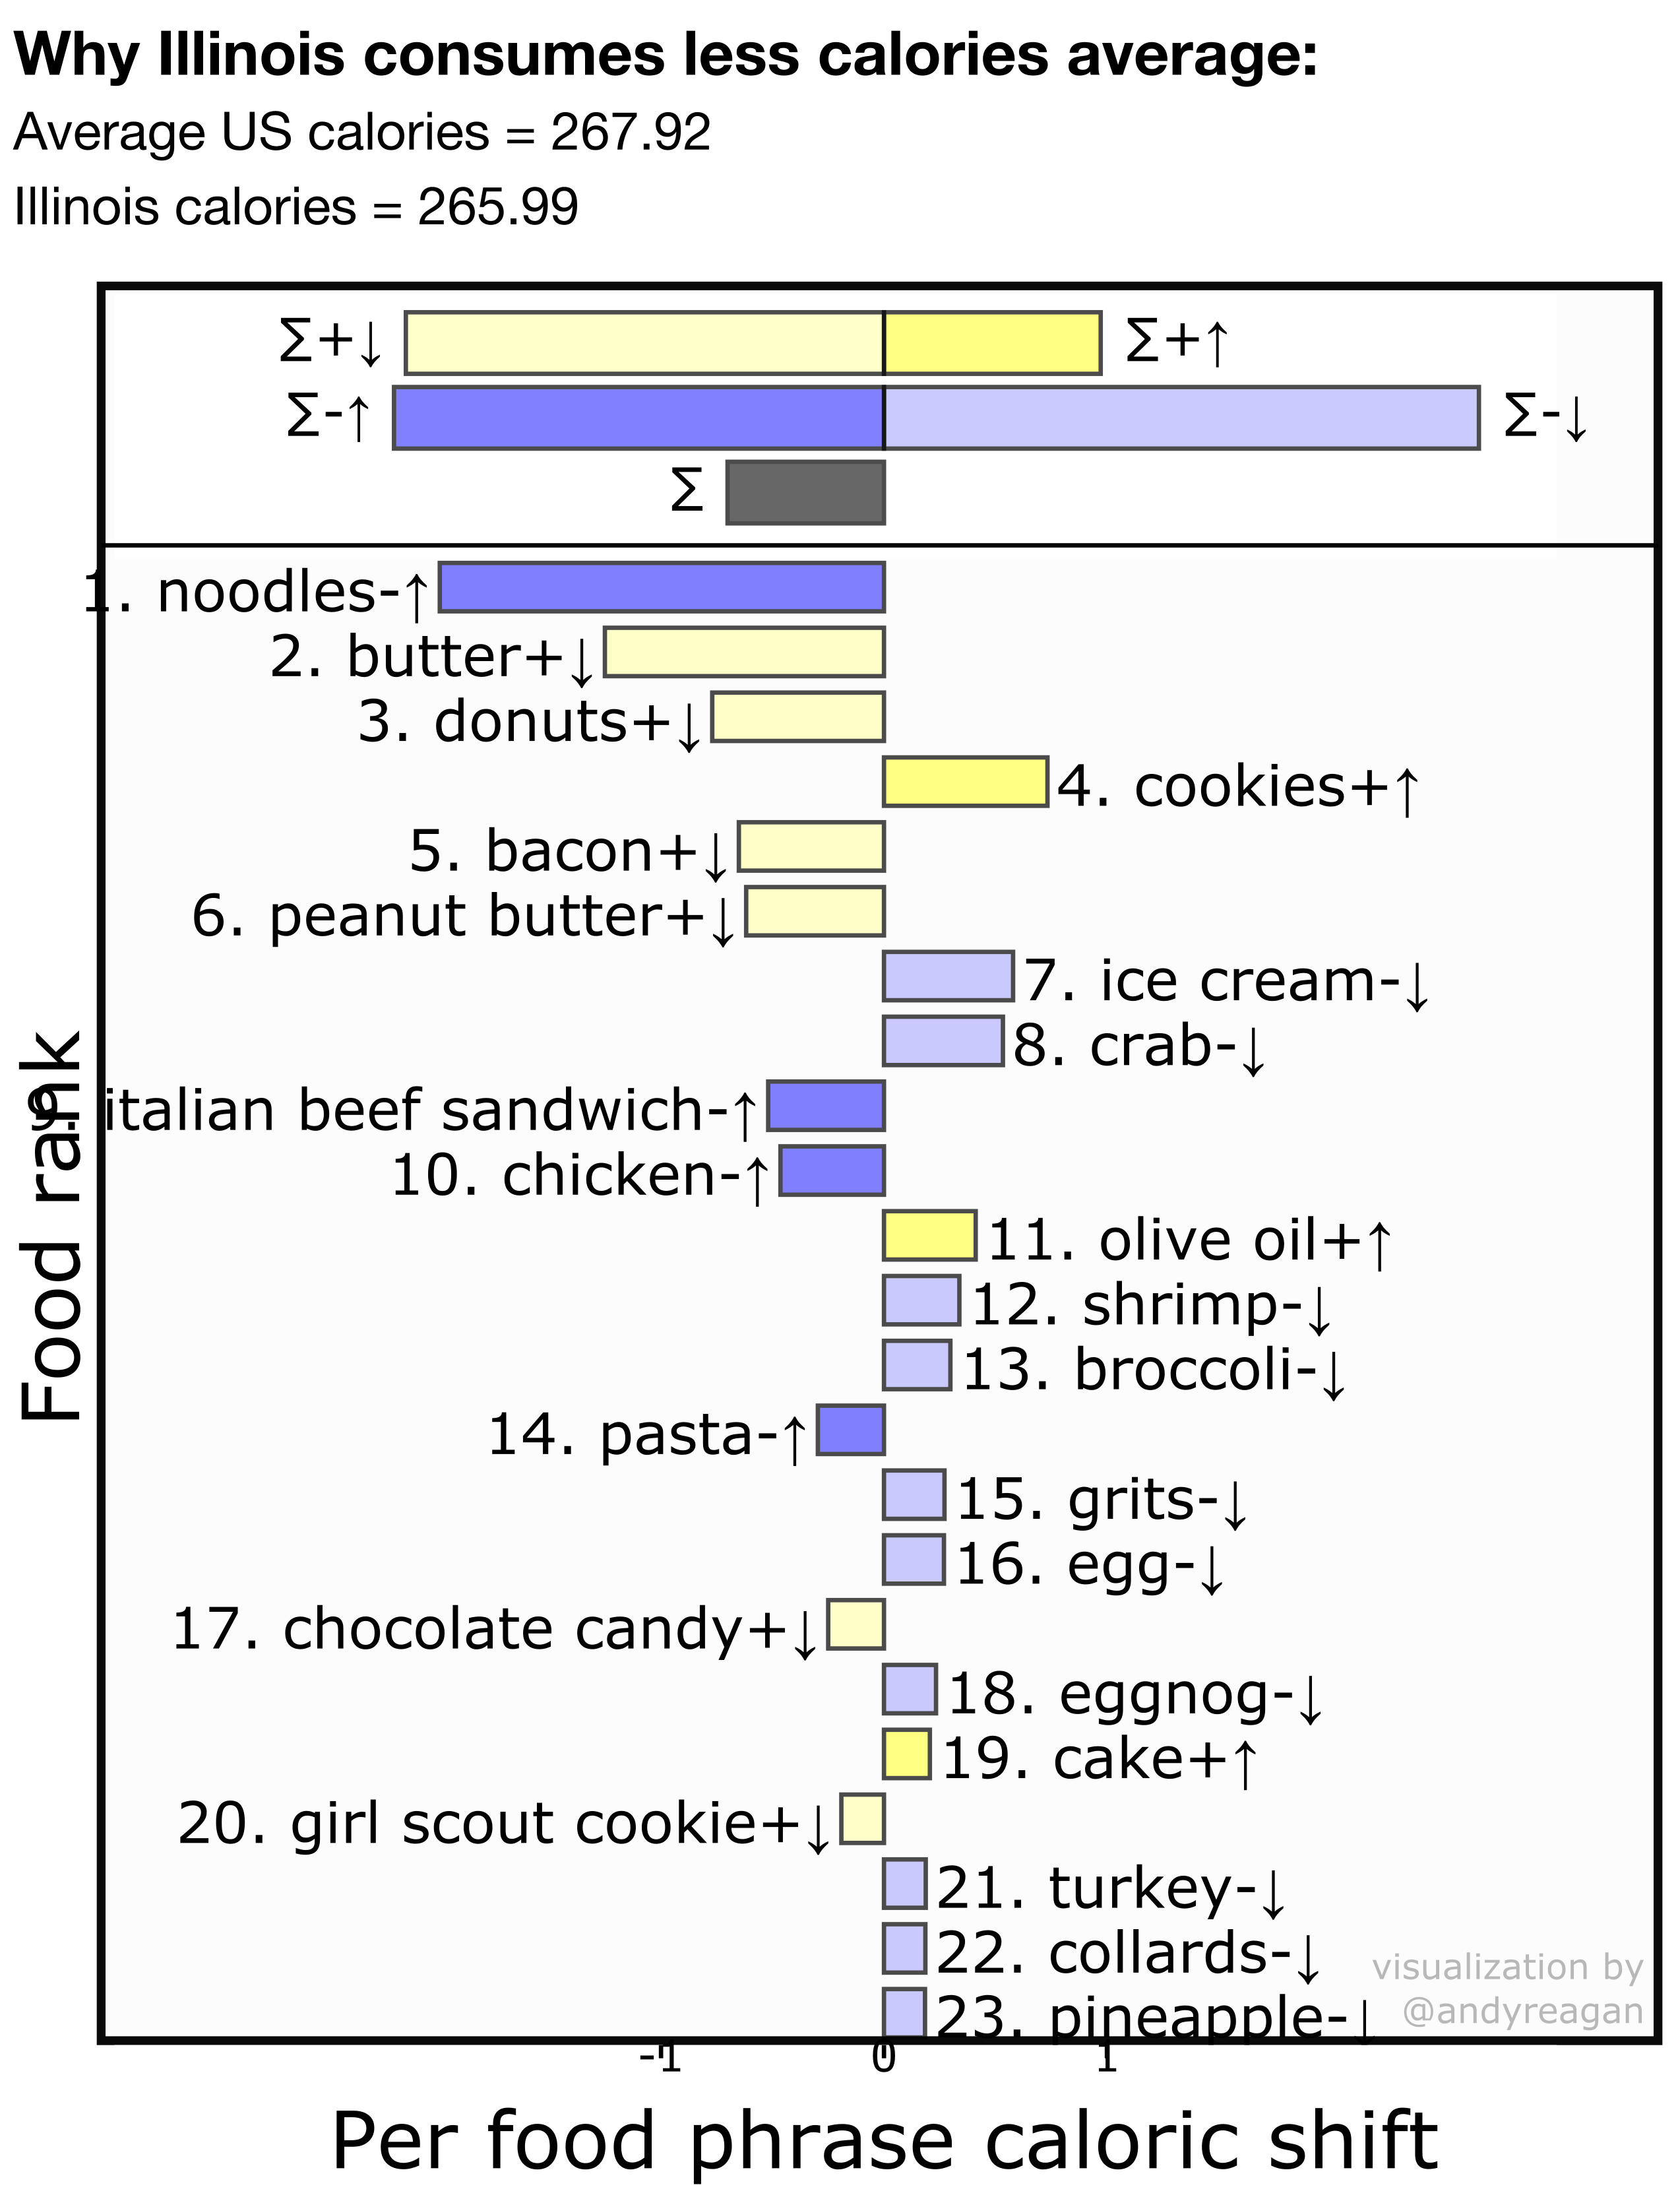 Why Illinois consumes less calories average:
Average US calories = 267.92
Illinois calories = 265.99
Σ+↓
Σ+↑
Σ-↑
Σ-↓
Σ
1. noodles-↑
2. butter+↓
3. donuts+↓
4. cookies+↑
5. bacon+↓
6. peanut butter+↓
7. ice cream-↓
8. crab-↓
9. italian beef sandwich-↑
10. chicken-↑
11. olive oil+↑
12. shrimp-↓
13. broccoli-↓
14. pasta-↑
15. grits-↓
16. egg-↓
17. chocolate candy+↓
18. eggnog-↓
19. cake+↑
20. girl scout cookie+↓
21. turkey-↓
22. collards-↓
23. pineapple-↓
visualization by
@andyreagan
Food rank
-1 0 1
Per food phrase caloric shift